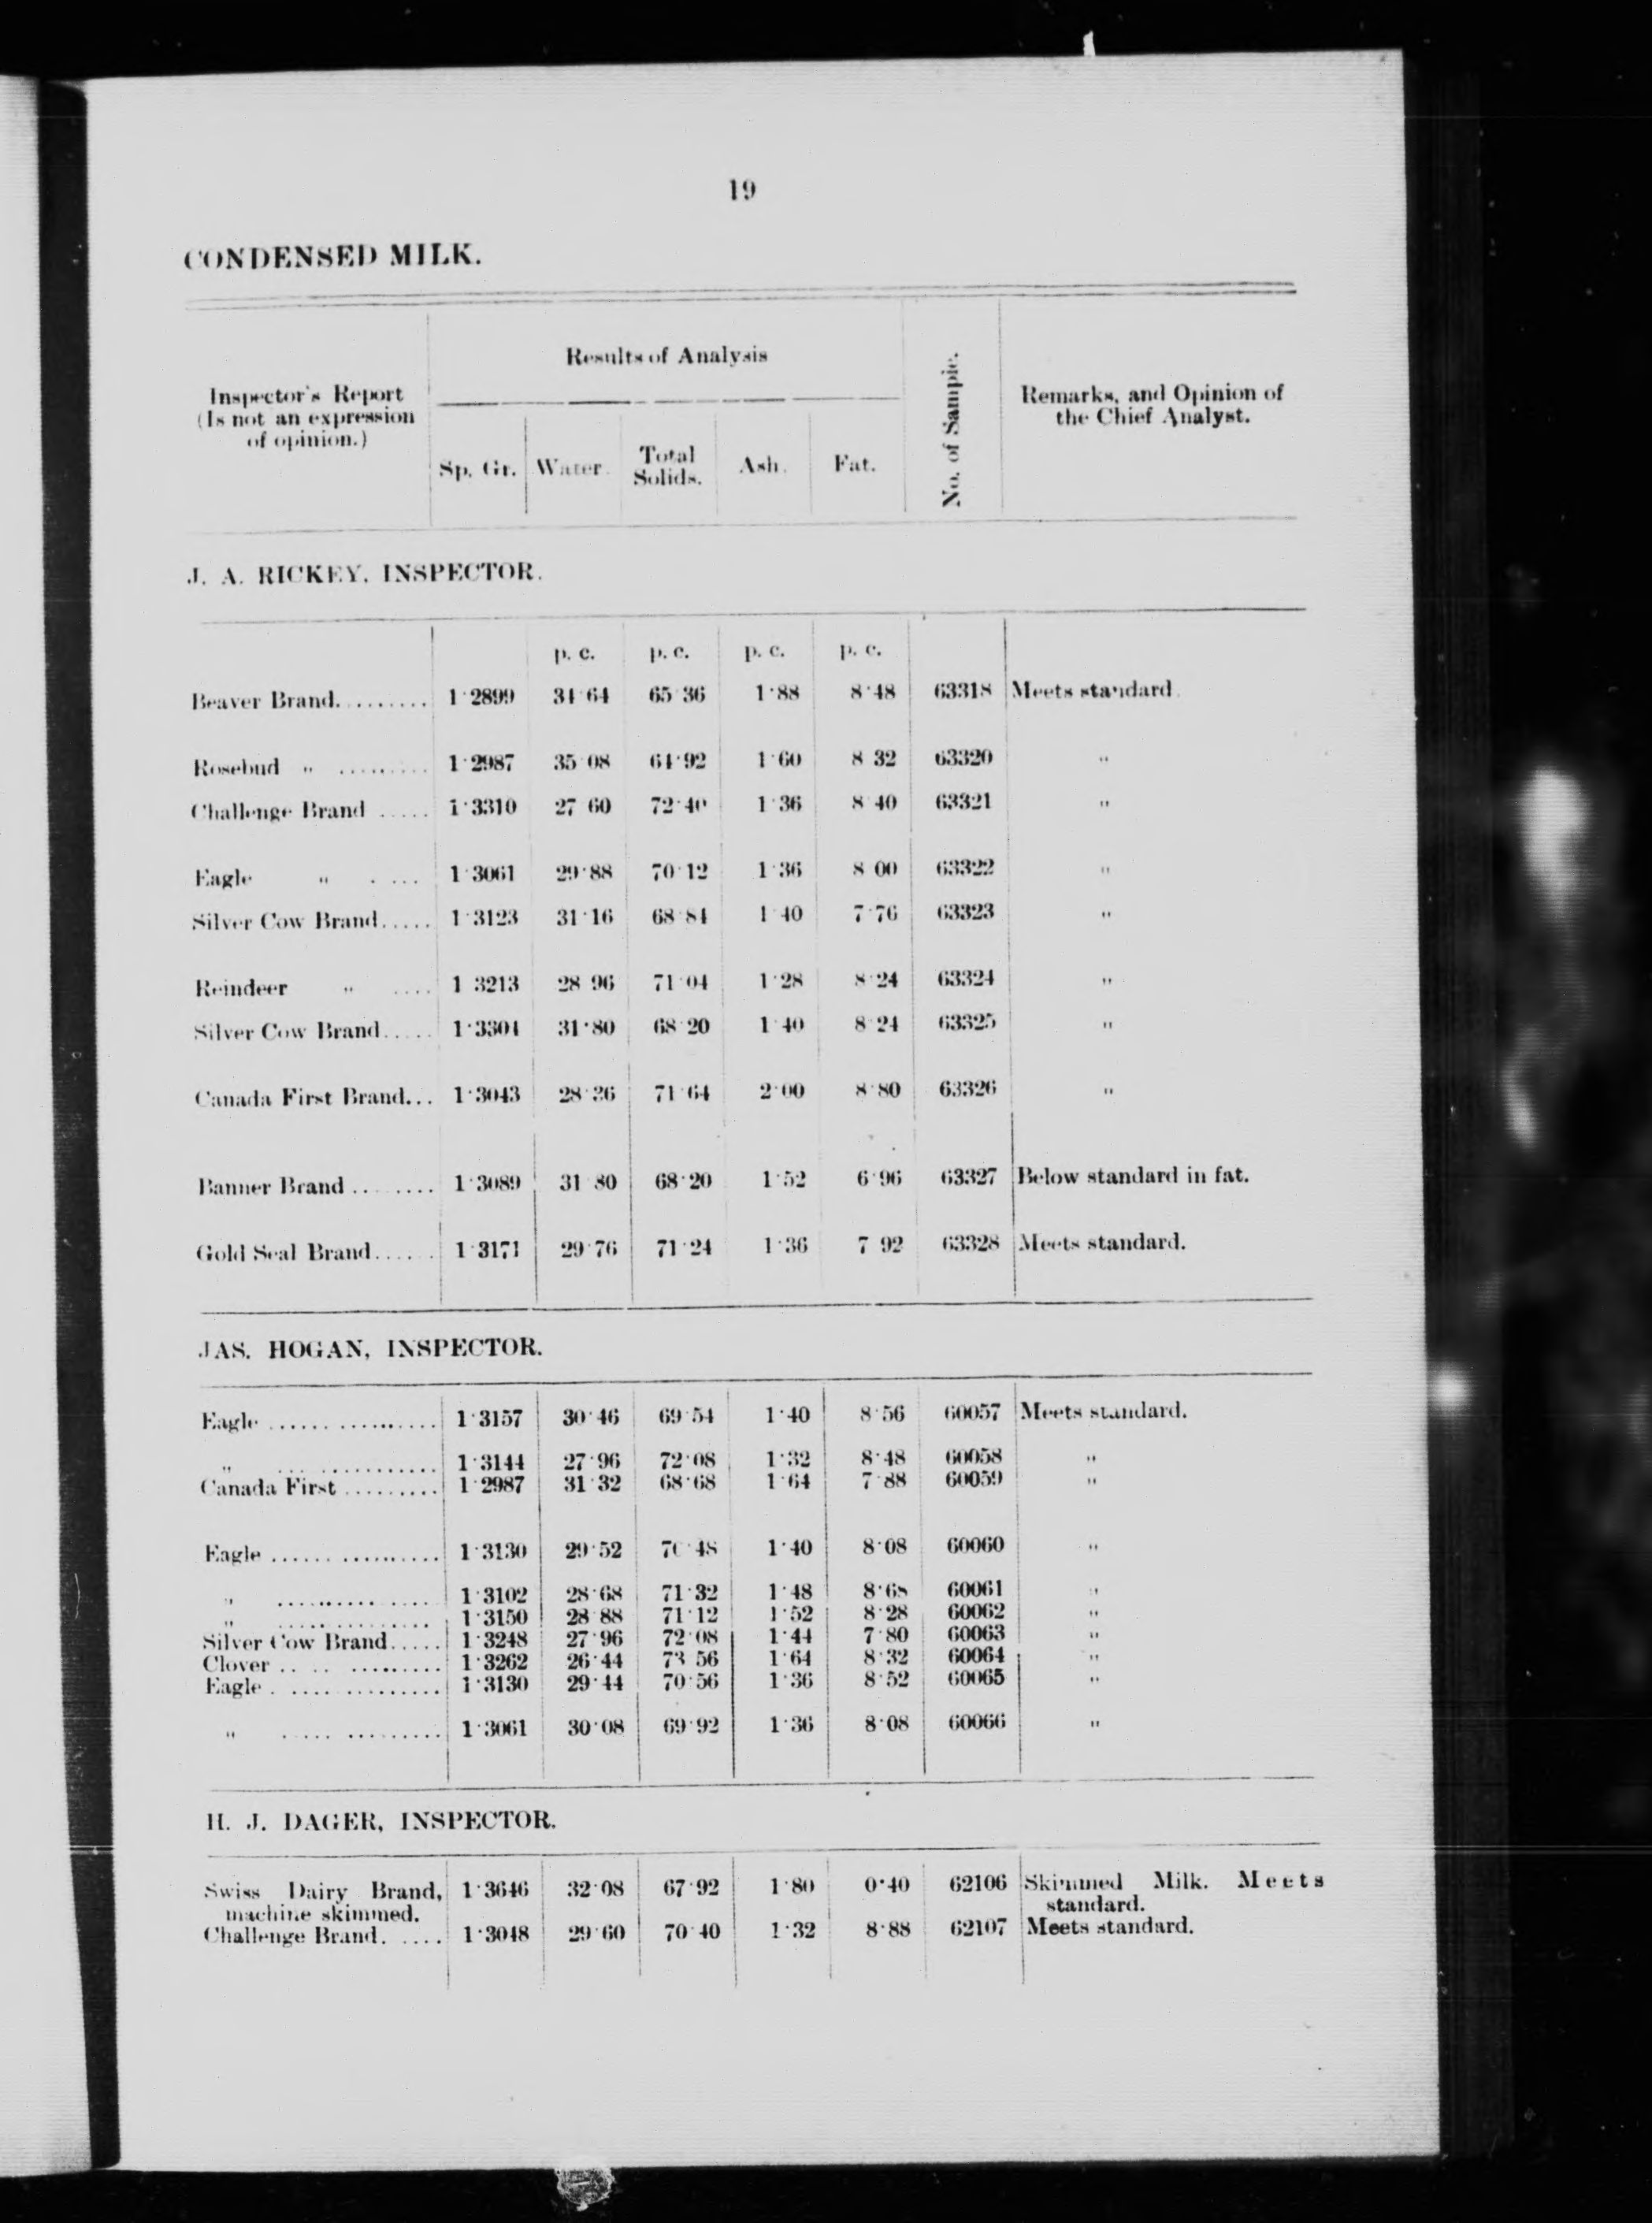 19
CONDENSED MILK.
Inspector's Report
(Is not an expression
of opinion.)
Results of Analysis
Sp. Gr. Water. Total Solids. Ash. Fat.
No. of Sample.
Remarks, and Opinion of
the Chief Analyst.
J. A. RICKEY, INSPECTOR.
p. c. p. c. p. c. p. c.
Beaver Brand......... 1·2899 34·64 65·36 1·88 8·48 63318 Meets standard.
Rosebud " ......... 1·2987 35·08 64·92 1·60 8·32 63320 "
Challenge Brand ..... 1·3310 27·60 72·40 1·36 8·40 63321 "
Eagle " . .... 1·3061 29·88 70·12 1·36 8·00 63322 "
Silver Cow Brand..... 1·3123 31·16 68·84 1·40 7·76 63323 "
Reindeer " .... 1·3213 28·96 71·04 1·28 8·24 63324 "
Silver Cow Brand..... 1·3304 31·80 68·20 1·40 8·24 63325 "
Canada First Brand... 1·3043 28·36 71·64 2·00 8·80 63326 "
Banner Brand ........ 1·3089 31·80 68·20 1·52 6·96 63327 Below standard in fat.
Gold Seal Brand...... 1·3171 29·76 71·24 1·36 7·92 63328 Meets standard.
JAS. HOGAN, INSPECTOR.
Eagle ................. 1·3157 30·46 69·54 1·40 8·56 60057 Meets standard.
" ................ 1·3144 27·96 72·08 1·32 8·48 60058 "
Canada First ......... 1·2987 31·32 68·68 1·64 7·88 60059 "
Eagle ................. 1·3130 29·52 70·48 1·40 8·08 60060 "
" ................ 1·3102 28·68 71·32 1·48 8·68 60061 "
" ................ 1·3150 28·88 71·12 1·52 8·28 60062 "
Silver Cow Brand..... 1·3248 27·96 72·08 1·44 7·80 60063 "
Clover .. .. ......... 1·3262 26·44 73·56 1·64 8·32 60064 "
Eagle . .............. 1·3130 29·44 70·56 1·36 8·52 60065 "
" ..... ......... 1·3061 30·08 69·92 1·36 8·08 60066 "
H. J. DAGER, INSPECTOR.
Swiss Dairy Brand, 1·3646 32·08 67·92 1·80 0·40 62106 Skimmed Milk. Meets
machine skimmed. standard.
Challenge Brand. .... 1·3048 29·60 70·40 1·32 8·88 62107 Meets standard.